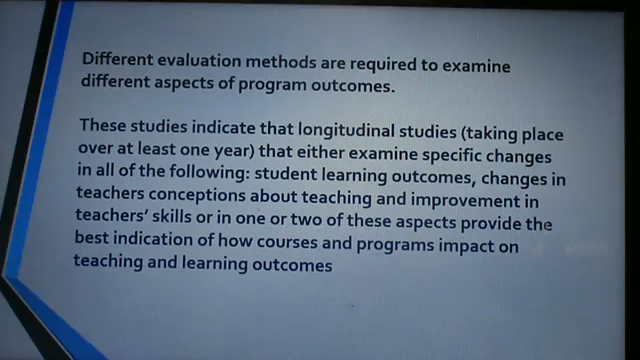 Different evaluation methods are required to examine
different aspects of program outcomes.
These studies indicate that longitudinal studies (taking place
over at least one year) that either examine specific changes
in all of the following: student learning outcomes, changes in
teachers conceptions about teaching and improvement in
teachers' skills or in one or two of these aspects provide the
best indication of how courses and programs impact on
teaching and learning outcomes